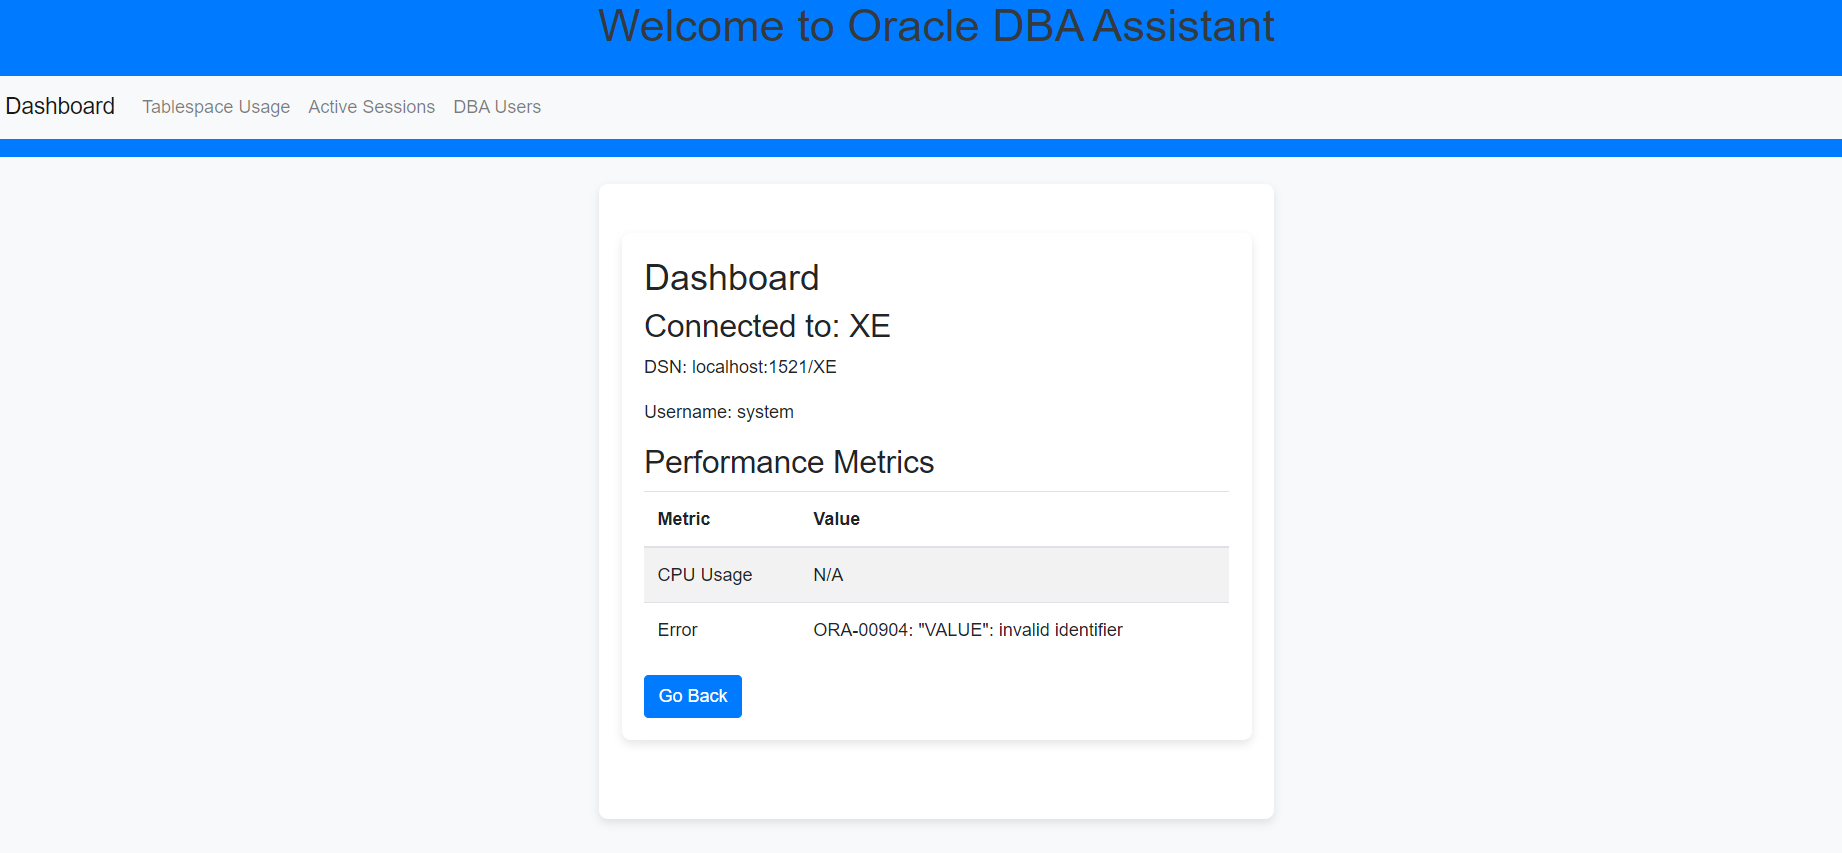 Welcome to Oracle DBA Assistant
Dashboard Tablespace Usage Active Sessions DBA Users
Dashboard
Connected to: XE
DSN: localhost:1521/XE
Username: system
Performance Metrics
Metric Value
CPU Usage N/A
Error ORA-00904: "VALUE": invalid identifier
Go Back